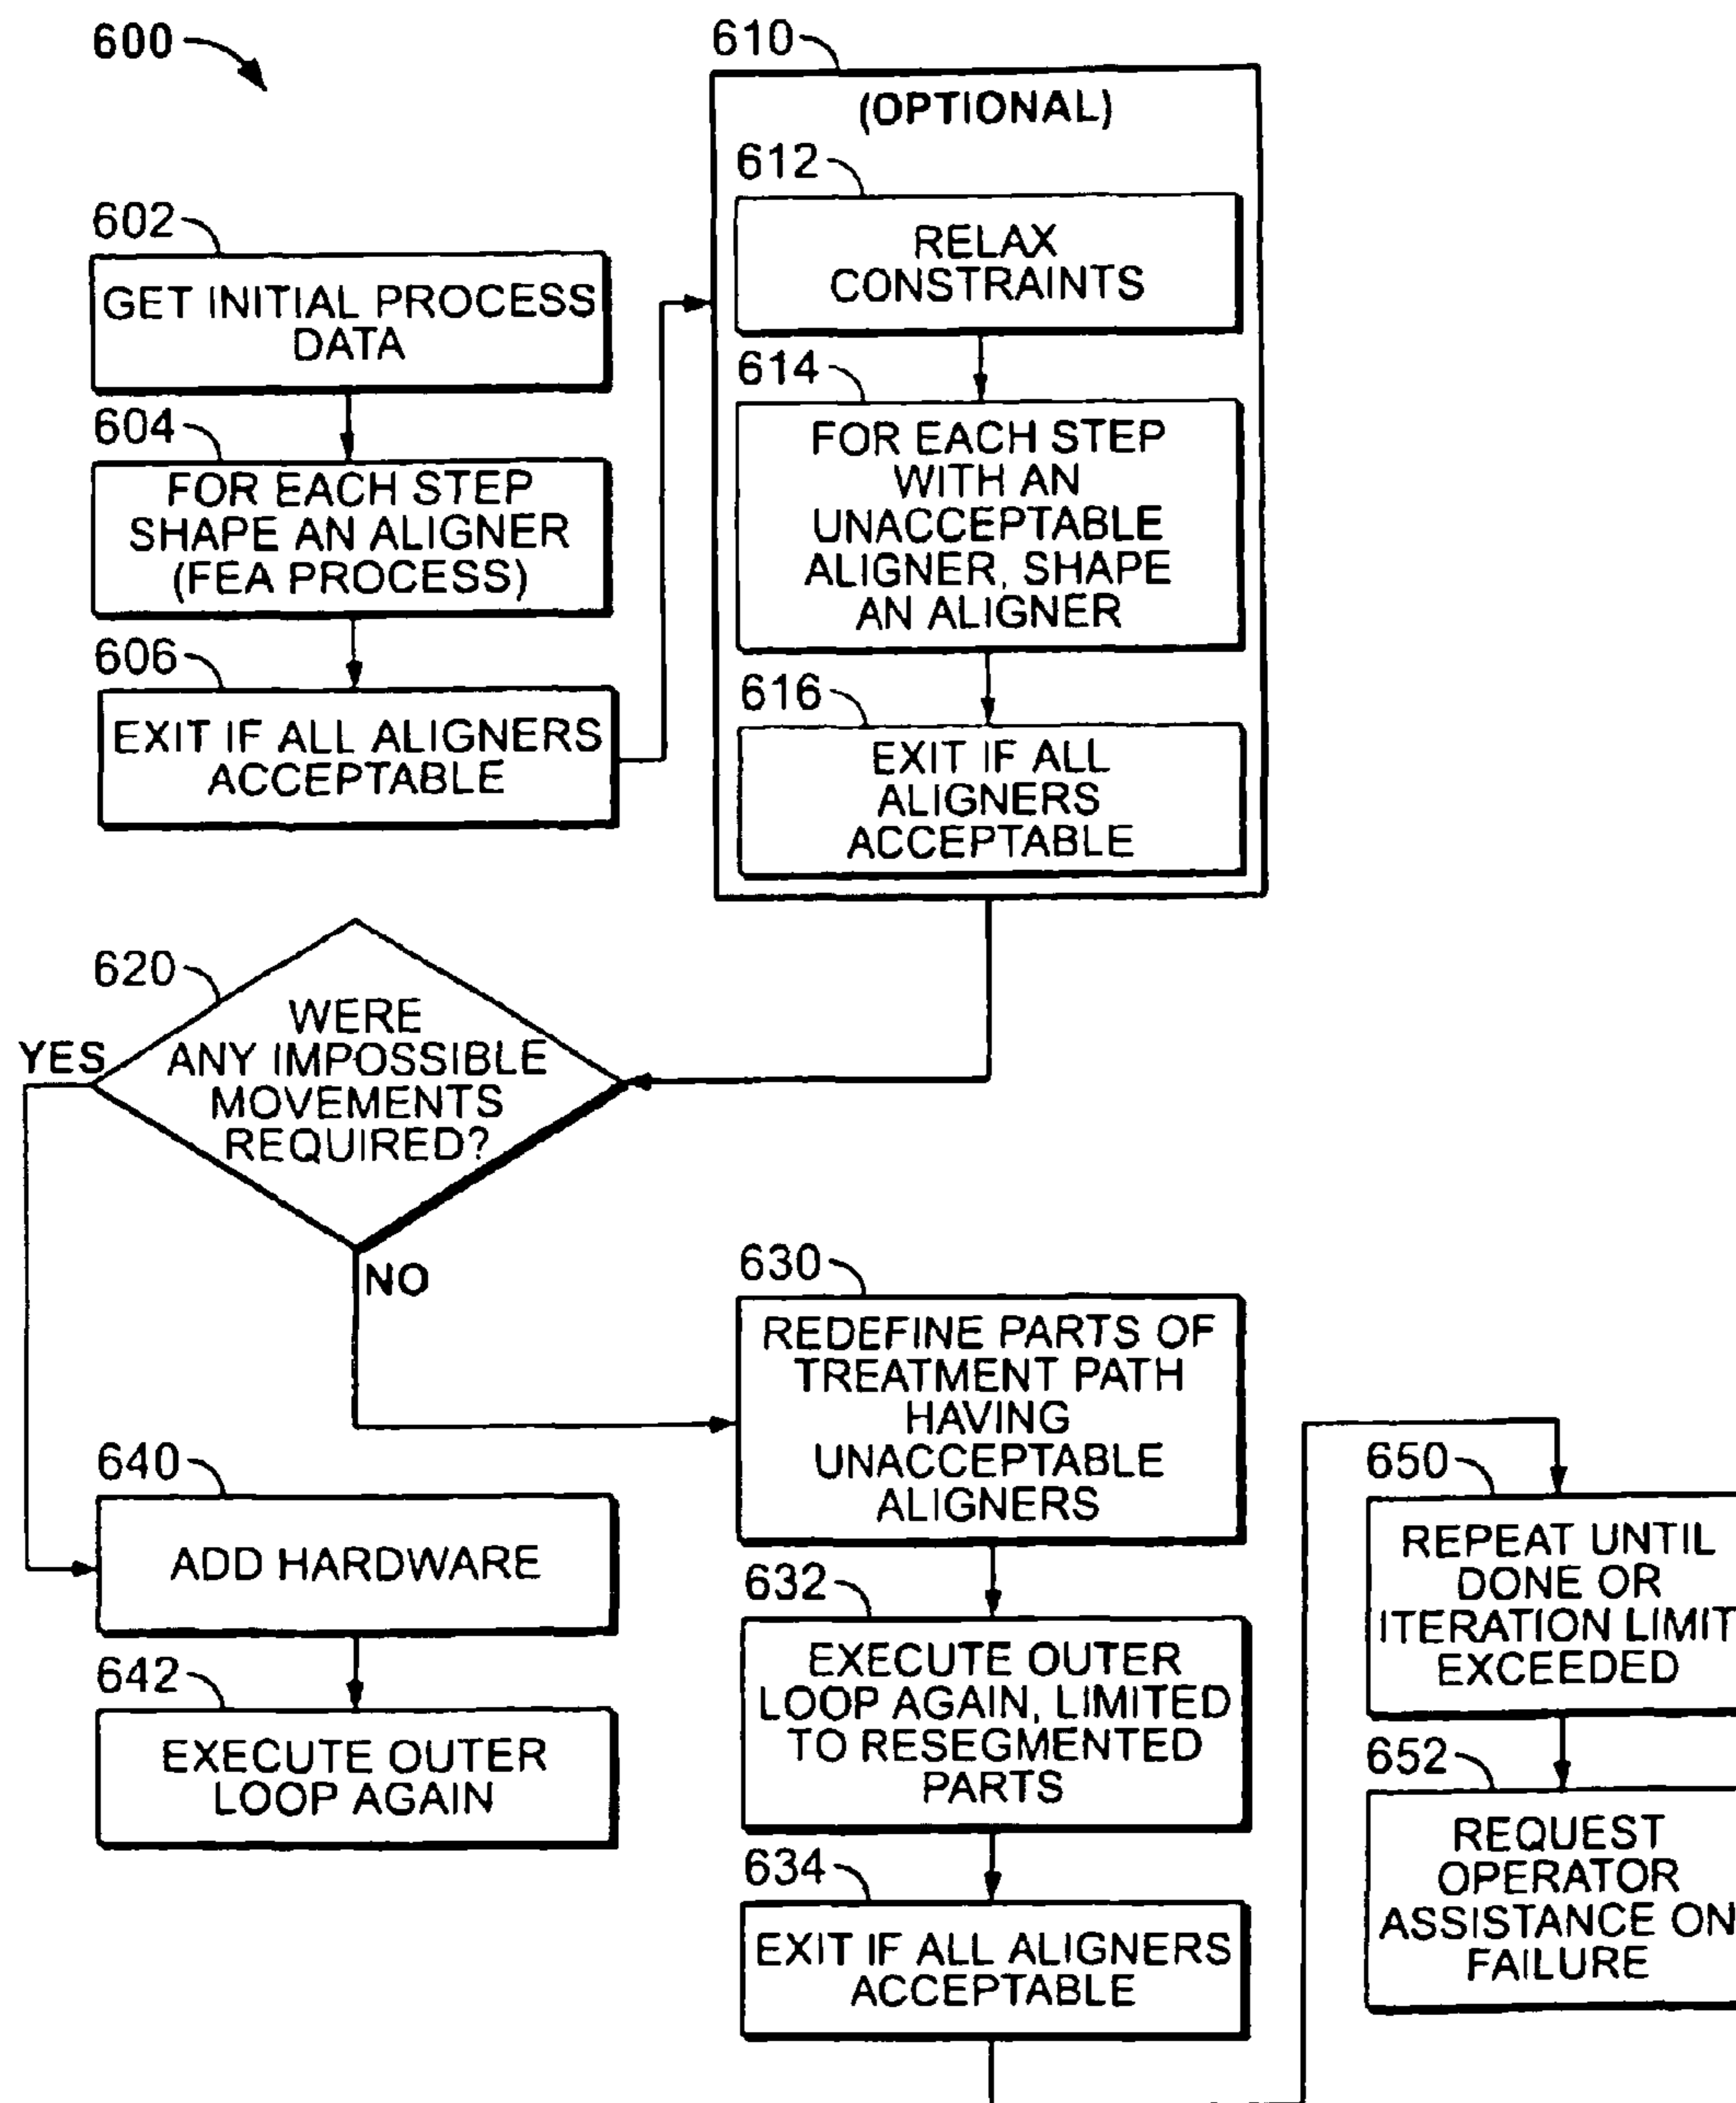 600
602
GET INITIAL PROCESS
DATA
604
FOR EACH STEP
SHAPE AN ALIGNER
(FEA PROCESS)
606
EXIT IF ALL ALIGNERS
ACCEPTABLE
610
(OPTIONAL)
612
RELAX
CONSTRAINTS
614
FOR EACH STEP
WITH AN
UNACCEPTABLE
ALIGNER, SHAPE
AN ALIGNER
616
EXIT IF ALL
ALIGNERS
ACCEPTABLE
620
WERE
ANY IMPOSSIBLE
MOVEMENTS
REQUIRED?
YES
NO
630
REDEFINE PARTS OF
TREATMENT PATH
HAVING
UNACCEPTABLE
ALIGNERS
632
EXECUTE OUTER
LOOP AGAIN, LIMITED
TO RESEGMENTED
PARTS
634
EXIT IF ALL ALIGNERS
ACCEPTABLE
640
ADD HARDWARE
642
EXECUTE OUTER
LOOP AGAIN
650
REPEAT UNTIL
DONE OR
ITERATION LIMIT
EXCEEDED
652
REQUEST
OPERATOR
ASSISTANCE ON
FAILURE